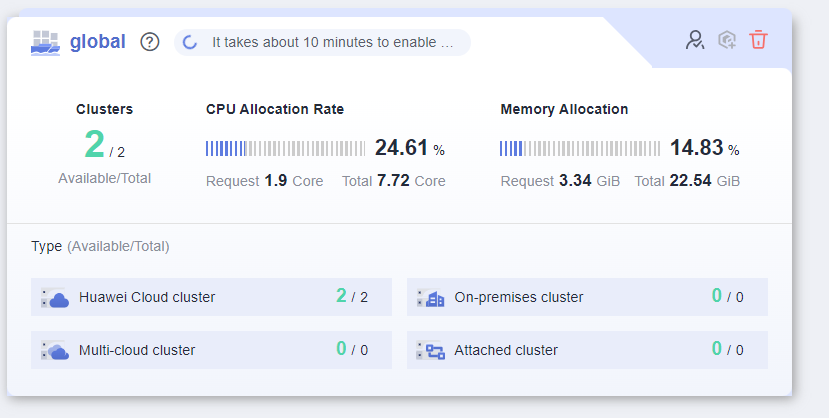 global ? It takes about 10 minutes to enable ...
Clusters CPU Allocation Rate Memory Allocation
2 / 2 24.61 % 14.83 %
Available/Total Request 1.9 Core Total 7.72 Core Request 3.34 GiB Total 22.54 GiB
Type (Available/Total)
Huawei Cloud cluster 2 / 2 On-premises cluster 0 / 0
Multi-cloud cluster 0 / 0 Attached cluster 0 / 0